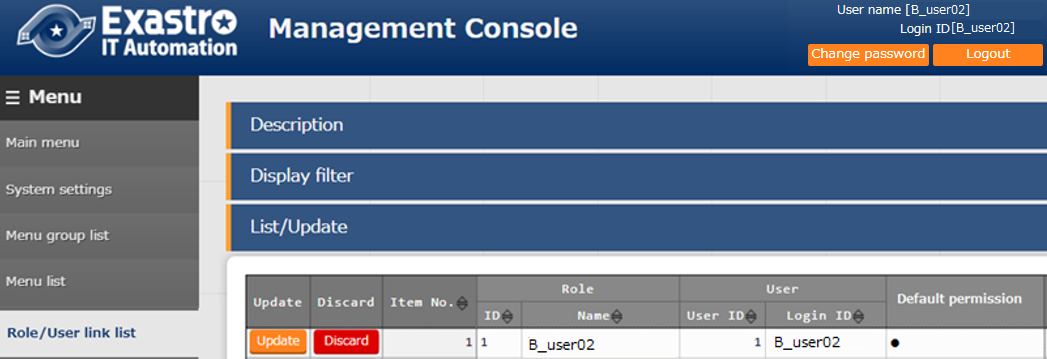 Exastro
IT Automation
Management Console
User name [B_user02]
Login ID[B_user02]
Change password
Logout
☰ Menu
Main menu
System settings
Menu group list
Menu list
Role/User link list
Description
Display filter
List/Update
Update Discard Item No. Role User Default permission
ID Name User ID Login ID
Update Discard 1 1 B_user02 1 B_user02 ●